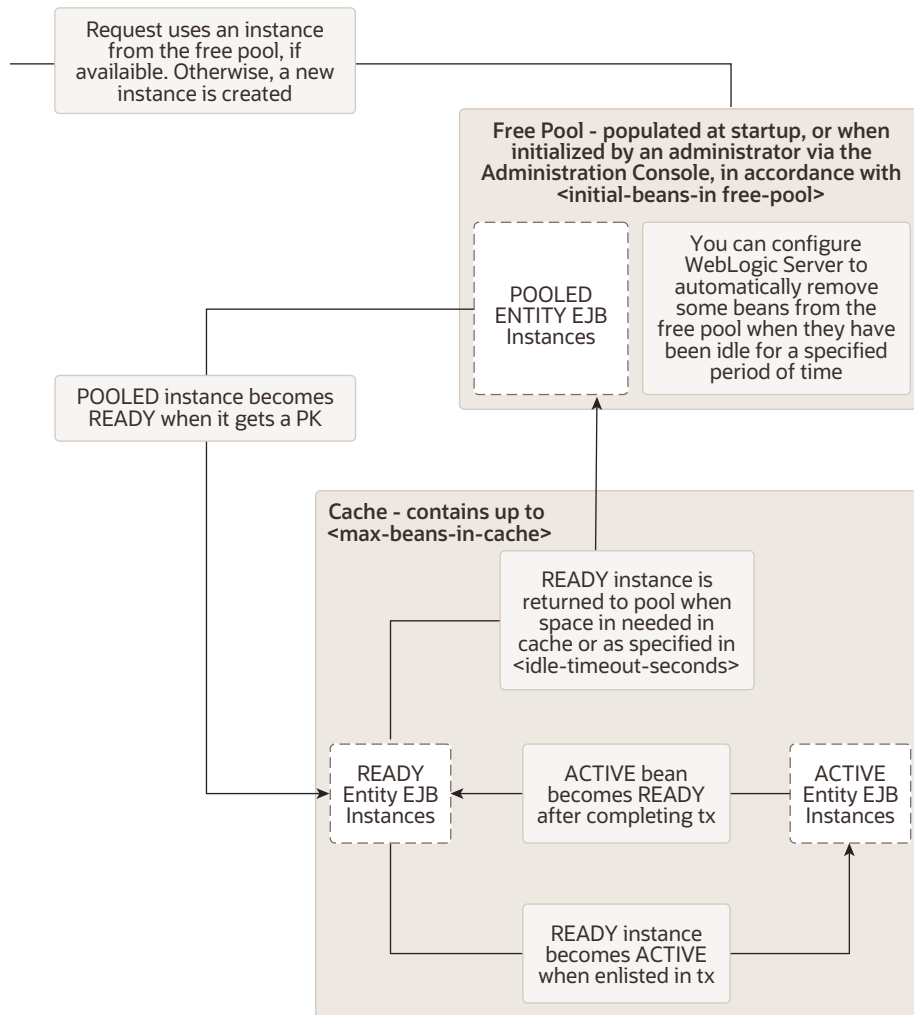 Request uses an instance
from the free pool, if
availaible. Otherwise, a new
instance is created
Free Pool - populated at startup, or when
initialized by an administrator via the
Administration Console, in accordance with
<initial-beans-in free-pool>
POOLED
ENTITY EJB
Instances
You can configure
WebLogic Server to
automatically remove
some beans from the
free pool when they have
been idle for a specified
period of time
POOLED instance becomes
READY when it gets a PK
Cache - contains up to
<max-beans-in-cache>
READY instance is
returned to pool when
space in needed in
cache or as specified in
<idle-timeout-seconds>
READY
Entity EJB
Instances
ACTIVE bean
becomes READY
after completing tx
ACTIVE
Entity EJB
Instances
READY instance
becomes ACTIVE
when enlisted in tx